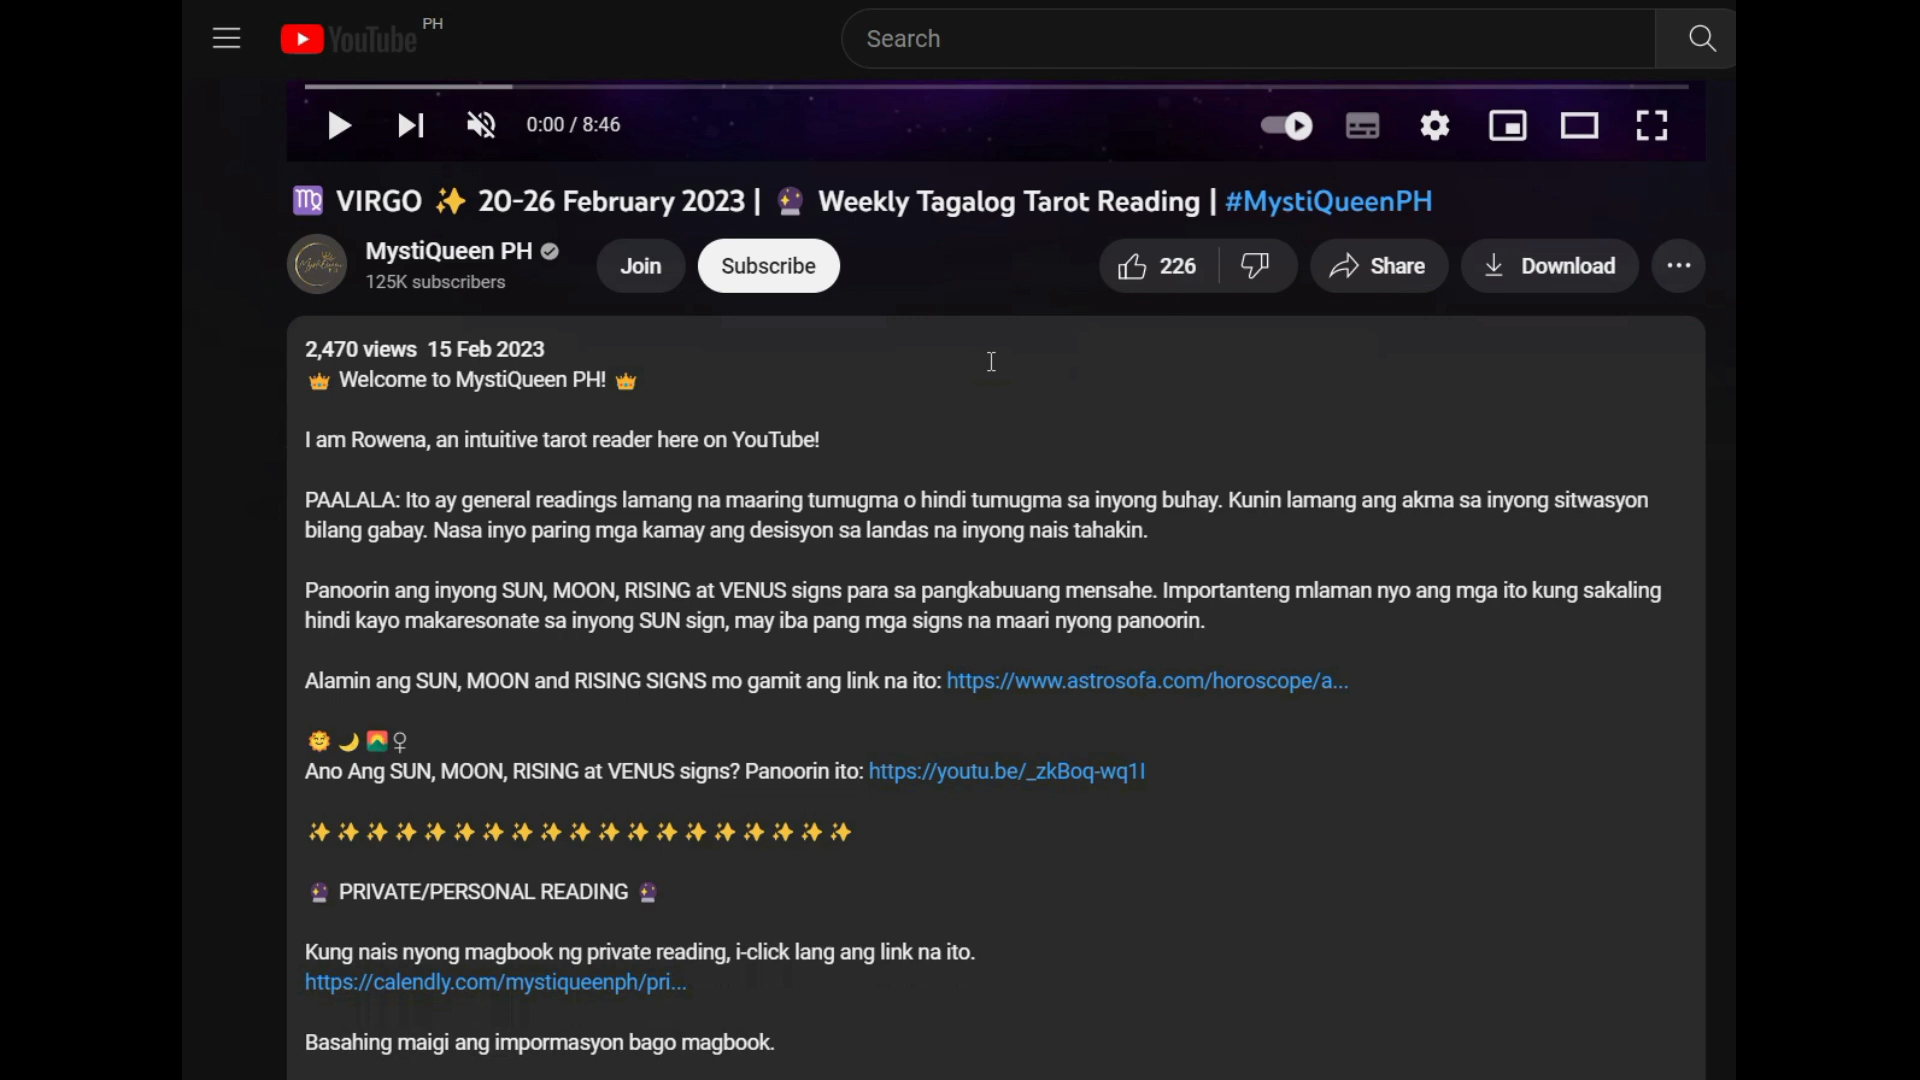 YouTube PH
Search
0:00 / 8:46
VIRGO ✨ 20-26 February 2023 | 🔮 Weekly Tagalog Tarot Reading | #MystiQueenPH
MystiQueen PH
125K subscribers
Join
Subscribe
226
Share
Download
2,470 views 15 Feb 2023
👑 Welcome to MystiQueen PH! 👑
I am Rowena, an intuitive tarot reader here on YouTube!
PAALALA: Ito ay general readings lamang na maaring tumugma o hindi tumugma sa inyong buhay. Kunin lamang ang akma sa inyong sitwasyon
bilang gabay. Nasa inyo paring mga kamay ang desisyon sa landas na inyong nais tahakin.
Panoorin ang inyong SUN, MOON, RISING at VENUS signs para sa pangkabuuang mensahe. Importanteng mlaman nyo ang mga ito kung sakaling
hindi kayo makaresonate sa inyong SUN sign, may iba pang mga signs na maari nyong panoorin.
Alamin ang SUN, MOON and RISING SIGNS mo gamit ang link na ito: https://www.astrosofa.com/horoscope/a...
🌞🌙🌄♀
Ano Ang SUN, MOON, RISING at VENUS signs? Panoorin ito: https://youtu.be/_zkBoq-wq1I
✨✨✨✨✨✨✨✨✨✨✨✨✨✨✨✨✨✨✨
🔮 PRIVATE/PERSONAL READING 🔮
Kung nais nyong magbook ng private reading, i-click lang ang link na ito.
https://calendly.com/mystiqueenph/pri...
Basahing maigi ang impormasyon bago magbook.